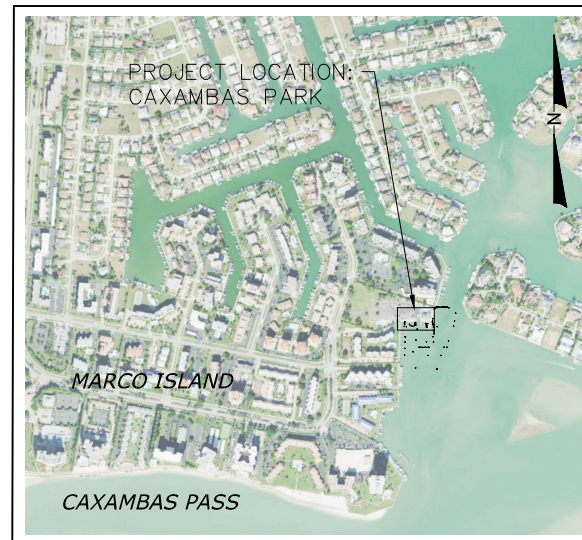 PROJECT LOCATION:
CAXAMBAS PARK
N
MARCO ISLAND
CAXAMBAS PASS